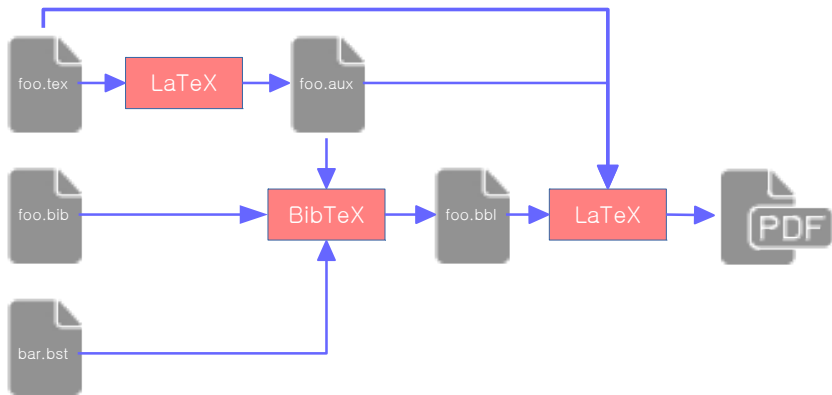 foo.tex
LaTeX
foo.aux
foo.bib
BibTeX
foo.bbl
LaTeX
PDF
bar.bst